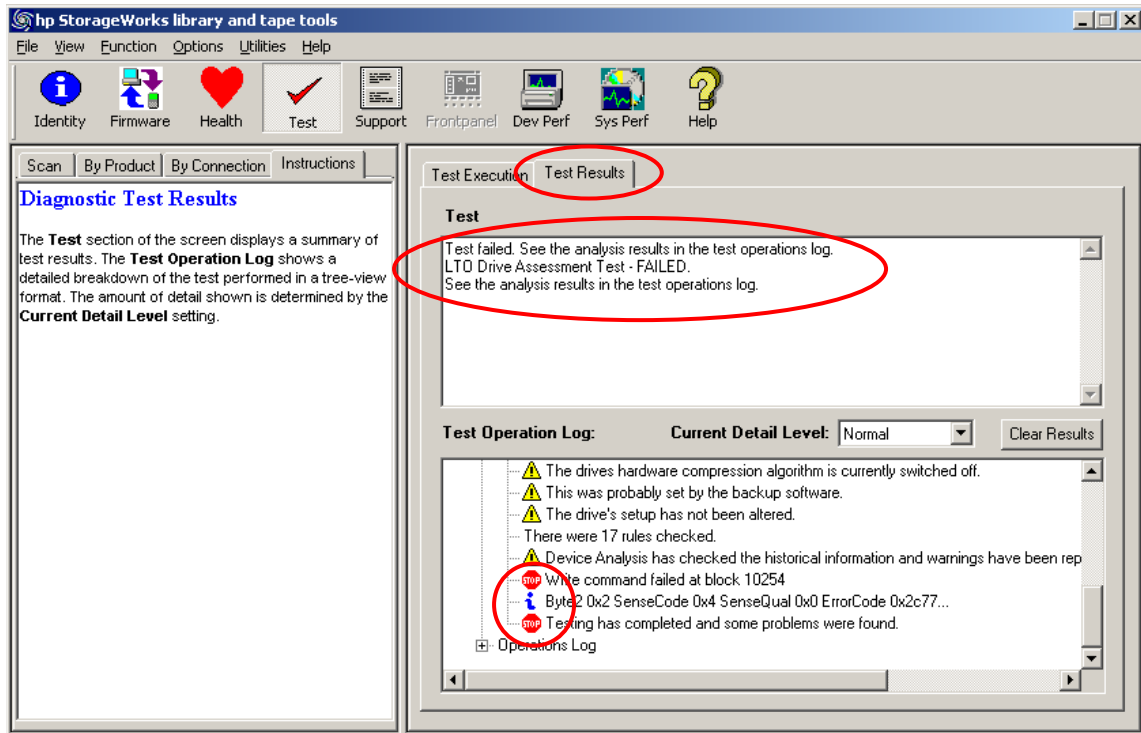 hp StorageWorks library and tape tools
File View Function Options Utilities Help
Identity Firmware Health Test Support Frontpanel Dev Perf Sys Perf Help
Scan By Product By Connection Instructions
Diagnostic Test Results
The Test section of the screen displays a summary of
test results. The Test Operation Log shows a
detailed breakdown of the test performed in a tree-view
format. The amount of detail shown is determined by the
Current Detail Level setting.
Test Execution Test Results
Test
Test failed. See the analysis results in the test operations log.
LTO Drive Assessment Test - FAILED.
See the analysis results in the test operations log.
Test Operation Log: Current Detail Level: Normal Clear Results
The drives hardware compression algorithm is currently switched off.
This was probably set by the backup software.
The drive's setup has not been altered.
There were 17 rules checked.
Device Analysis has checked the historical information and warnings have been rep
STOP Write command failed at block 10254
Byte2 0x2 SenseCode 0x4 SenseQual 0x0 ErrorCode 0x2c77...
STOP Testing has completed and some problems were found.
Operations Log